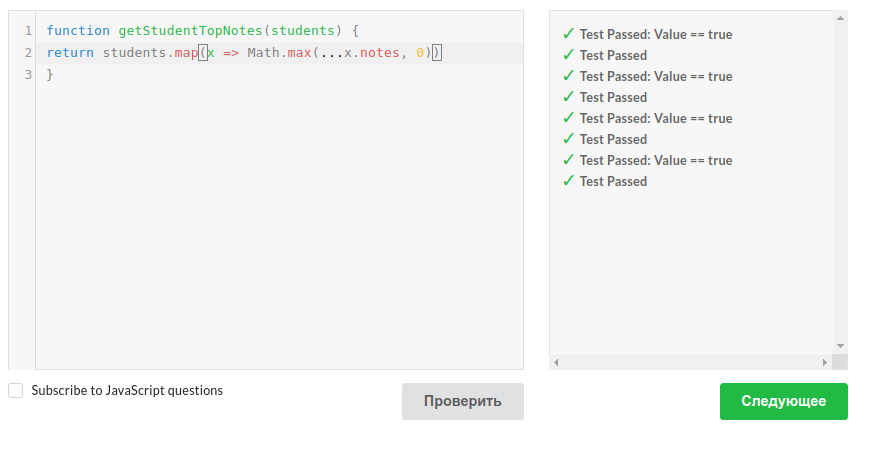 1 function getStudentTopNotes(students) {
2 return students.map(x => Math.max(...x.notes, 0))
3 }
✓ Test Passed: Value == true
✓ Test Passed
✓ Test Passed: Value == true
✓ Test Passed
✓ Test Passed: Value == true
✓ Test Passed
✓ Test Passed: Value == true
✓ Test Passed
Subscribe to JavaScript questions
Проверить
Следующее